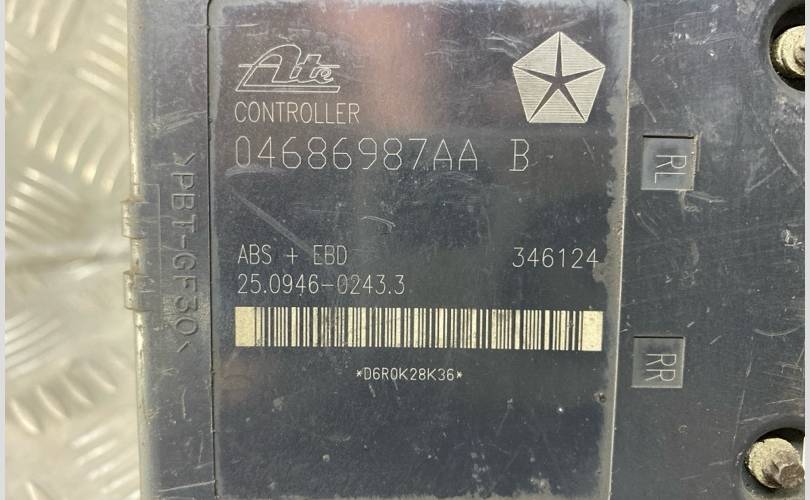 Ate
CONTROLLER
04686987AA B
ABS + EBD 346124
25.0946-0243.3
*D6R0K28K36*
>PBT-GF30<
RL
RR